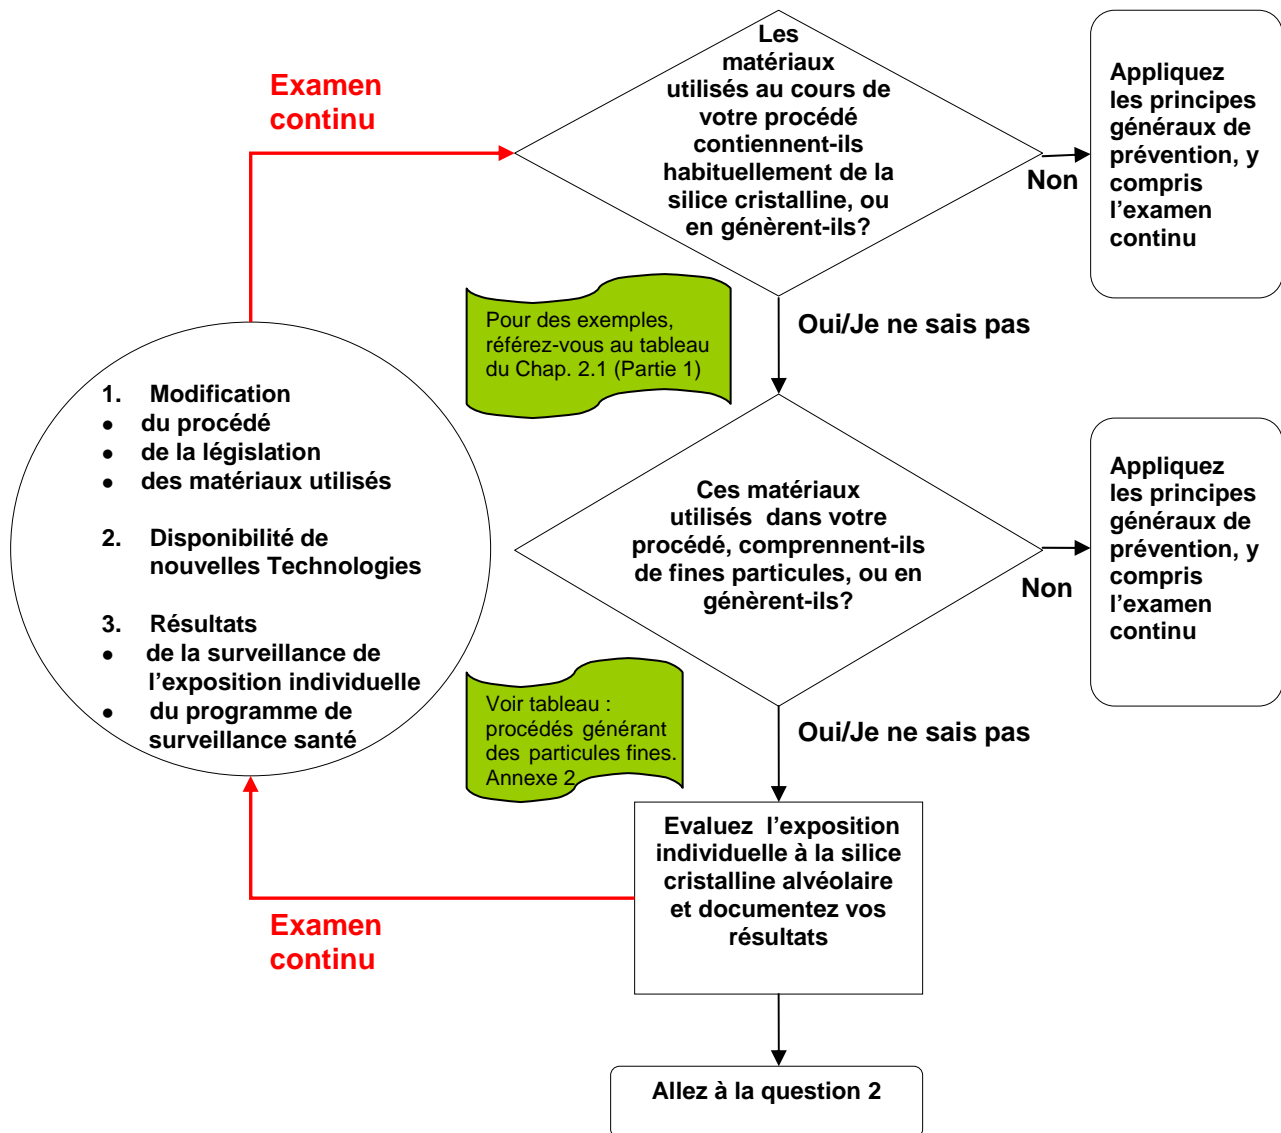 Les
matériaux
utilisés au cours de
votre procédé
contiennent-ils
habituellement de la
silice cristalline, ou
en génèrent-ils?
Non
Appliquez
les principes
généraux de
prévention, y
compris
l'examen
continu
Examen
continu
Oui/Je ne sais pas
Pour des exemples,
référez-vous au tableau
du Chap. 2.1 (Partie 1)
1. Modification
• du procédé
• de la législation
• des matériaux utilisés
2. Disponibilité de
nouvelles Technologies
3. Résultats
• de la surveillance de
l'exposition individuelle
• du programme de
surveillance santé
Ces matériaux
utilisés dans votre
procédé, comprennent-ils
de fines particules, ou en
génèrent-ils?
Non
Appliquez
les principes
généraux de
prévention, y
compris
l'examen
continu
Voir tableau :
procédés générant
des particules fines.
Annexe 2
Oui/Je ne sais pas
Evaluez l'exposition
individuelle à la silice
cristalline alvéolaire
et documentez vos
résultats
Examen
continu
Allez à la question 2